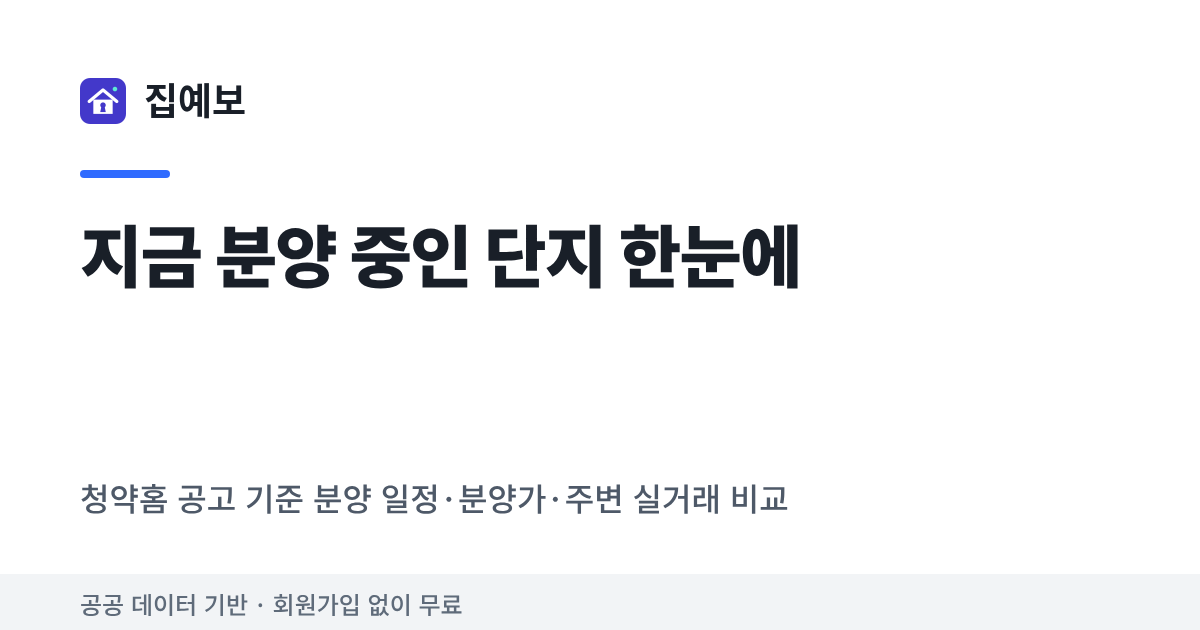 집예보
지금 분양 중인 단지 한눈에
청약홈 공고 기준 분양 일정·분양가·주변 실거래 비교
공공 데이터 기반 · 회원가입 없이 무료